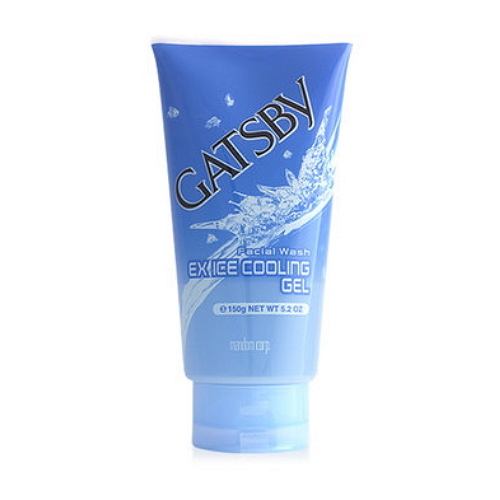 GATSBY
Facial Wash
EX ICE COOLING
GEL
℮150g NET WT 5.2 OZ
mandom corp.